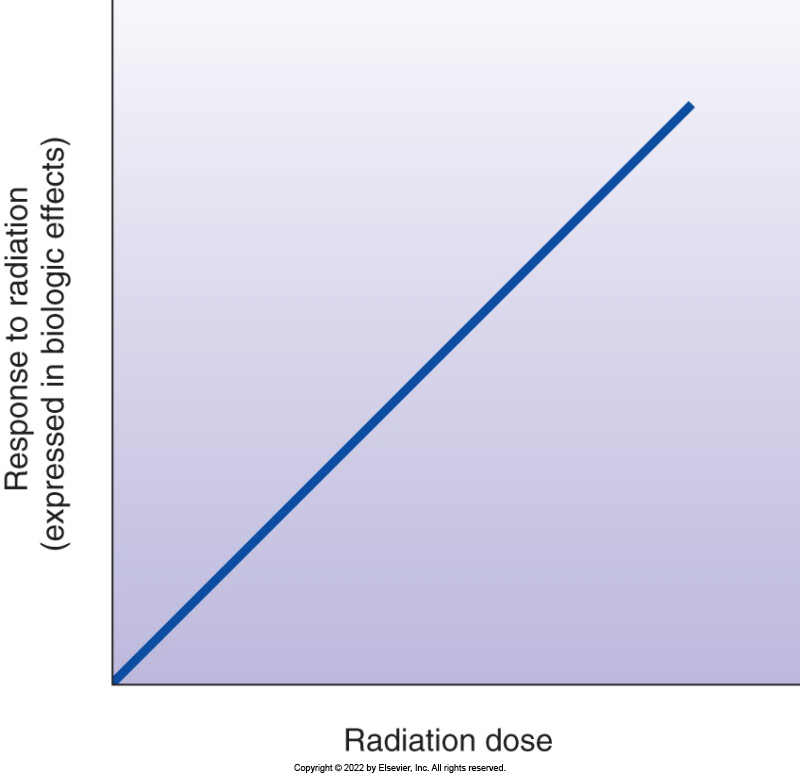 Response to radiation
(expressed in biologic effects)
Radiation dose
Copyright © 2022 by Elsevier, Inc. All rights reserved.